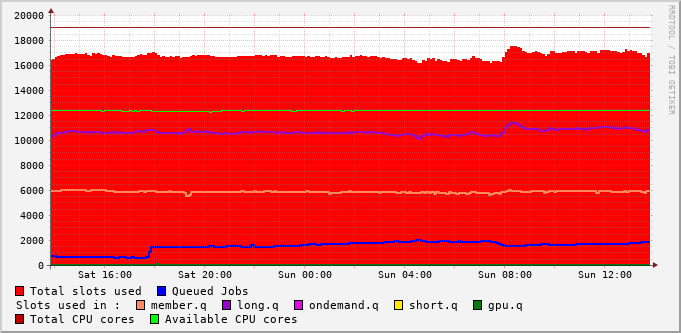 20000
18000
16000
14000
12000
10000
8000
6000
4000
2000
0
Sat 16:00 Sat 20:00 Sun 00:00 Sun 04:00 Sun 08:00 Sun 12:00
Total slots used Queued Jobs
Slots used in : member.q long.q ondemand.q short.q gpu.q
Total CPU cores Available CPU cores
RRDTOOL / TOBI OETIKER